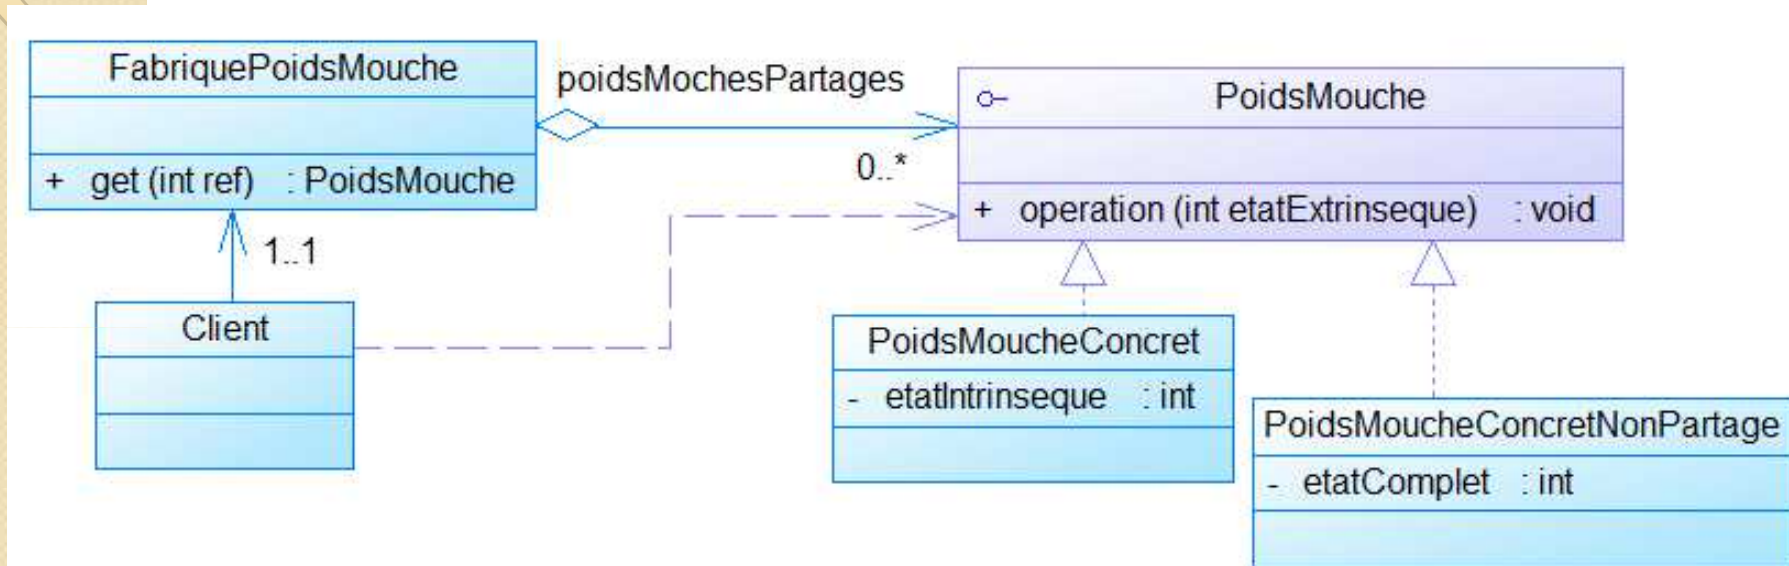 FabriquePoidsMouche
+ get (int ref) : PoidsMouche
poidsMochesPartages
0..*
PoidsMouche
+ operation (int etatExtrinseque) : void
1..1
Client
PoidsMoucheConcret
- etatIntrinseque : int
PoidsMoucheConcretNonPartage
- etatComplet : int